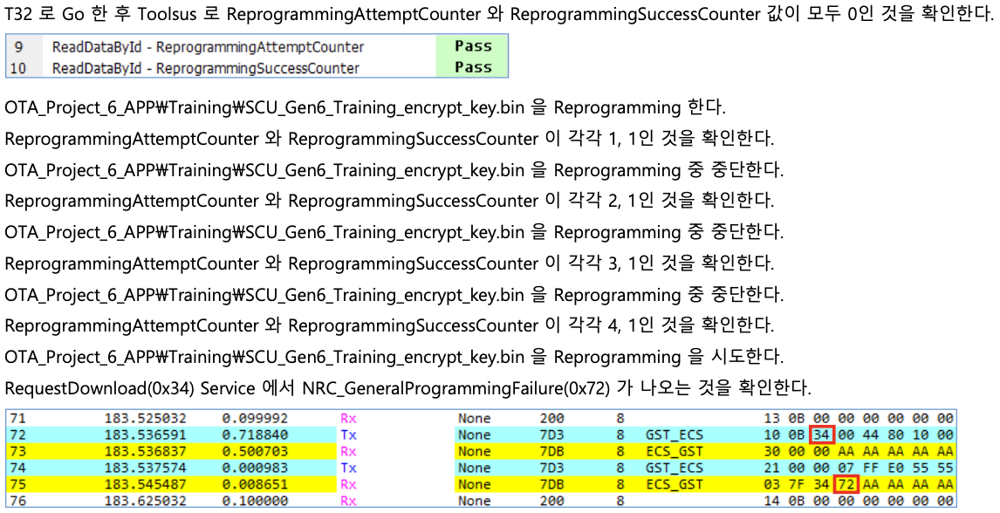 T32 로 Go 한 후 Toolsus 로 ReprogrammingAttemptCounter 와 ReprogrammingSuccessCounter 값이 모두 0인 것을 확인한다.
9 ReadDataById - ReprogrammingAttemptCounter Pass
10 ReadDataById - ReprogrammingSuccessCounter Pass
OTA_Project_6_APP₩Training₩SCU_Gen6_Training_encrypt_key.bin 을 Reprogramming 한다.
ReprogrammingAttemptCounter 와 ReprogrammingSuccessCounter 이 각각 1, 1인 것을 확인한다.
OTA_Project_6_APP₩Training₩SCU_Gen6_Training_encrypt_key.bin 을 Reprogramming 중 중단한다.
ReprogrammingAttemptCounter 와 ReprogrammingSuccessCounter 이 각각 2, 1인 것을 확인한다.
OTA_Project_6_APP₩Training₩SCU_Gen6_Training_encrypt_key.bin 을 Reprogramming 중 중단한다.
ReprogrammingAttemptCounter 와 ReprogrammingSuccessCounter 이 각각 3, 1인 것을 확인한다.
OTA_Project_6_APP₩Training₩SCU_Gen6_Training_encrypt_key.bin 을 Reprogramming 중 중단한다.
ReprogrammingAttemptCounter 와 ReprogrammingSuccessCounter 이 각각 4, 1인 것을 확인한다.
OTA_Project_6_APP₩Training₩SCU_Gen6_Training_encrypt_key.bin 을 Reprogramming 을 시도한다.
RequestDownload(0x34) Service 에서 NRC_GeneralProgrammingFailure(0x72) 가 나오는 것을 확인한다.
71 183.525032 0.099992 Rx None 200 8 13 0B 00 00 00 00 00 00
72 183.536591 0.718840 Tx None 7D3 8 GST_ECS 10 0B 34 00 44 80 10 00
73 183.536837 0.500703 Rx None 7DB 8 ECS_GST 30 00 00 AA AA AA AA AA
74 183.537574 0.000983 Tx None 7D3 8 GST_ECS 21 00 00 07 FF E0 55 55
75 183.545487 0.008651 Rx None 7DB 8 ECS_GST 03 7F 34 72 AA AA AA AA
76 183.625032 0.100000 Rx None 200 8 14 0B 00 00 00 00 00 00